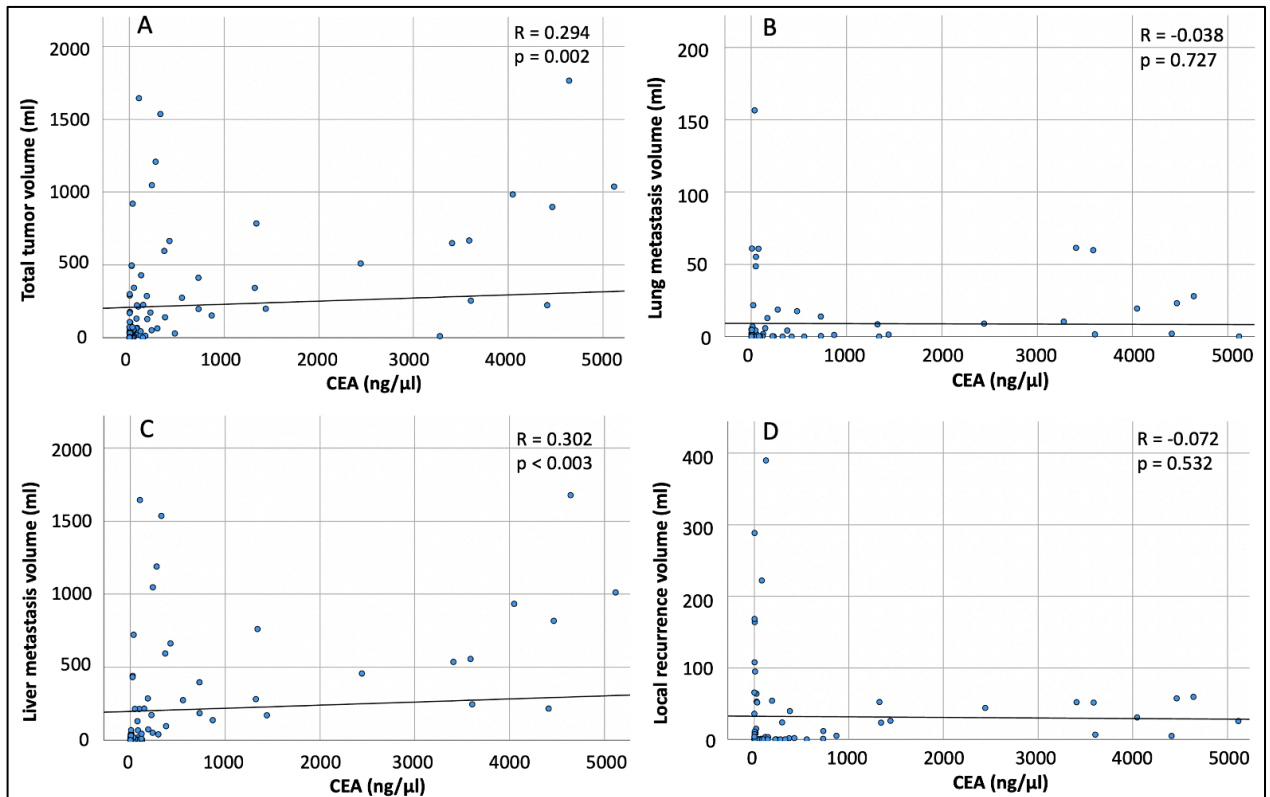 A
R = 0.294
p = 0.002
2000
1500
1000
500
0
Total tumor volume (ml)
0 1000 2000 3000 4000 5000
CEA (ng/µl)
B
R = -0.038
p = 0.727
200
150
100
50
0
Lung metastasis volume (ml)
0 1000 2000 3000 4000 5000
CEA (ng/µl)
C
R = 0.302
p < 0.003
2000
1500
1000
500
0
Liver metastasis volume (ml)
0 1000 2000 3000 4000 5000
CEA (ng/µl)
D
R = -0.072
p = 0.532
400
300
200
100
0
Local recurrence volume (ml)
0 1000 2000 3000 4000 5000
CEA (ng/µl)